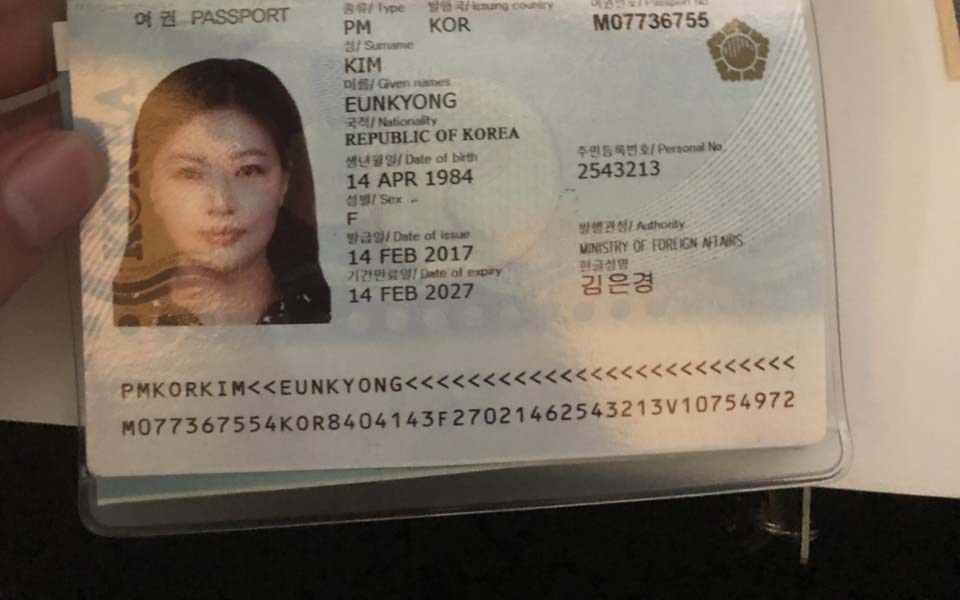 여권 PASSPORT
종류/ Type 발행국/ Issuing country 여권번호/ Passport No.
PM KOR M07736755
성/ Surname
KIM
이름/ Given names
EUNKYONG
국적/ Nationality
REPUBLIC OF KOREA
생년월일/ Date of birth 주민등록번호/ Personal No.
14 APR 1984 2543213
성별/ Sex
F
발급일/ Date of issue 발행관청/ Authority
14 FEB 2017 MINISTRY OF FOREIGN AFFAIRS
기간만료일/ Date of expiry 한글성명
14 FEB 2027 김은경
PMKORKIM<<EUNKYONG<<<<<<<<<<<<<<<<<<<<<<<<<<
M077367554KOR8404143F27021462543213V10754972